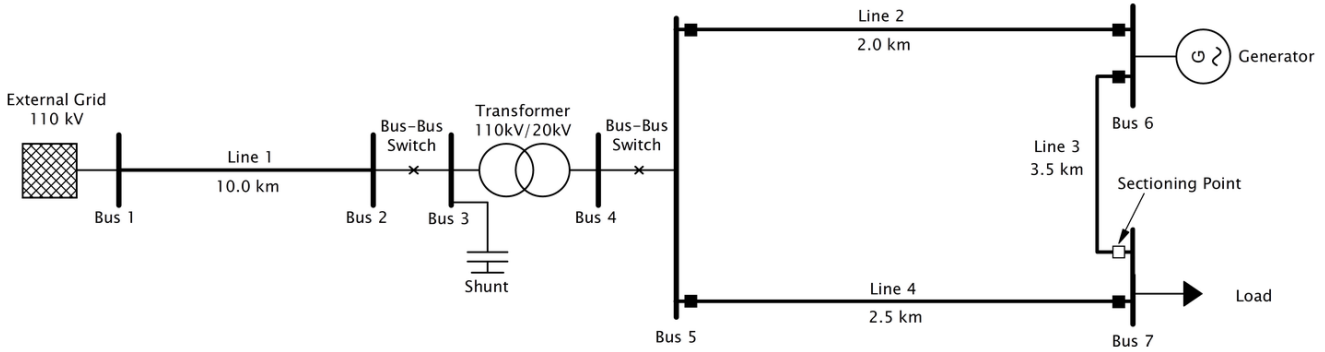 External Grid
110 kV
Bus 1
Line 1
10.0 km
Bus 2
Bus-Bus
Switch
Bus 3
Shunt
Transformer
110kV/20kV
Bus 4
Bus-Bus
Switch
Bus 5
Line 2
2.0 km
G
Generator
Bus 6
Line 3
3.5 km
Sectioning Point
Line 4
2.5 km
Load
Bus 7